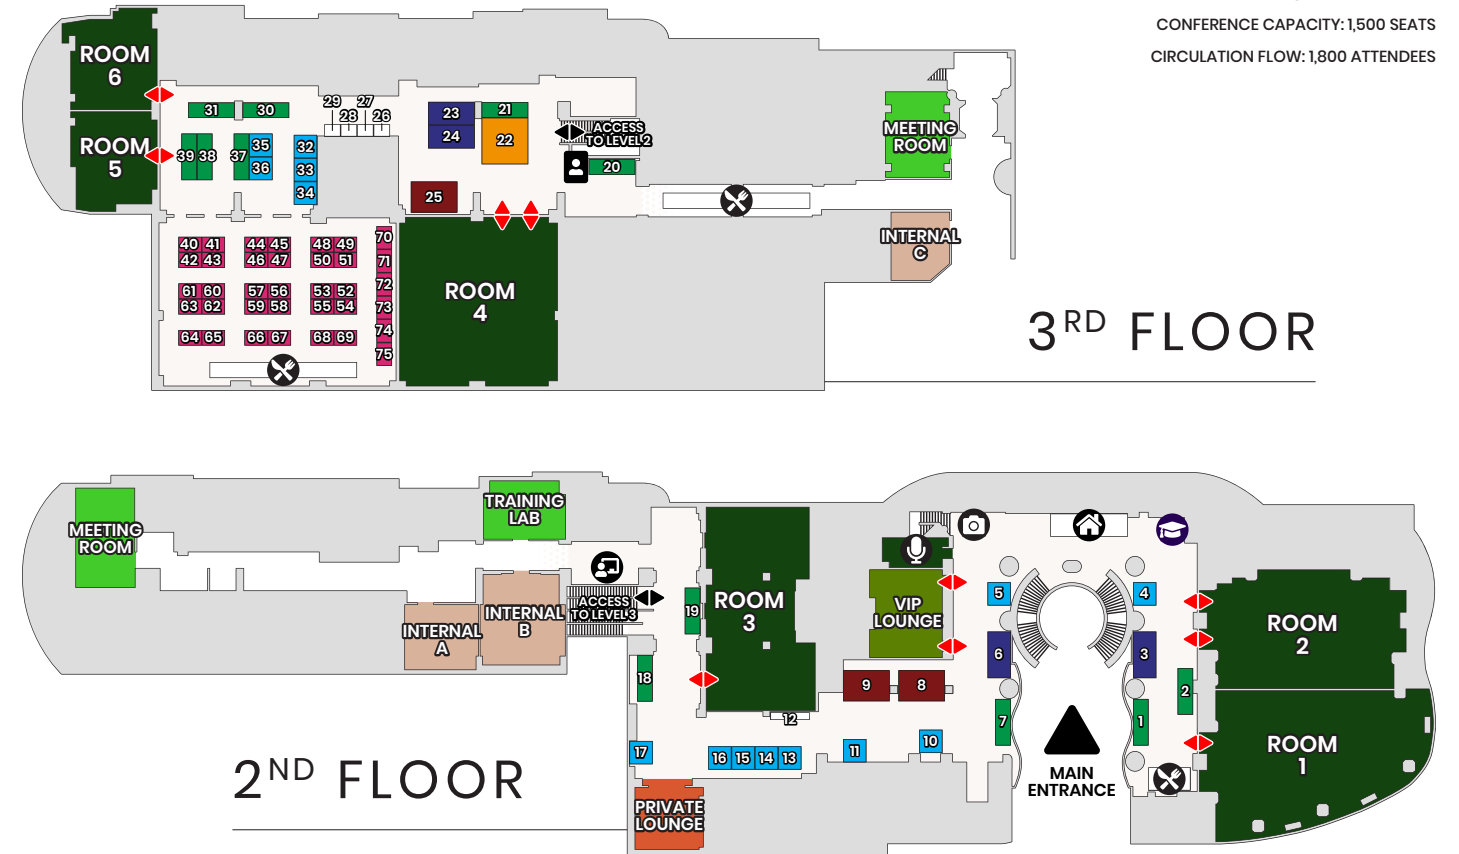 CONFERENCE CAPACITY: 1,500 SEATS
CIRCULATION FLOW: 1,800 ATTENDEES
ROOM
6
ROOM
5
31
30
29
27
28
26
39
38
37
35
36
32
33
34
23
24
21
22
25
20
ACCESS
TO LEVEL 2
MEETING
ROOM
INTERNAL
C
40 41
42 43
44 45
46 47
48 49
50 51
61 60
63 62
57 56
59 58
53 52
55 54
64 65
66 67
68 69
70
71
72
73
74
75
ROOM
4
3RD FLOOR
MEETING
ROOM
TRAINING
LAB
INTERNAL
A
INTERNAL
B
ACCESS
TO LEVEL 3
19
18
17
ROOM
3
16
15
14
13
12
11
10
9
8
VIP
LOUNGE
5
6
7
4
3
2
1
MAIN
ENTRANCE
ROOM
2
ROOM
1
PRIVATE
LOUNGE
2ND FLOOR